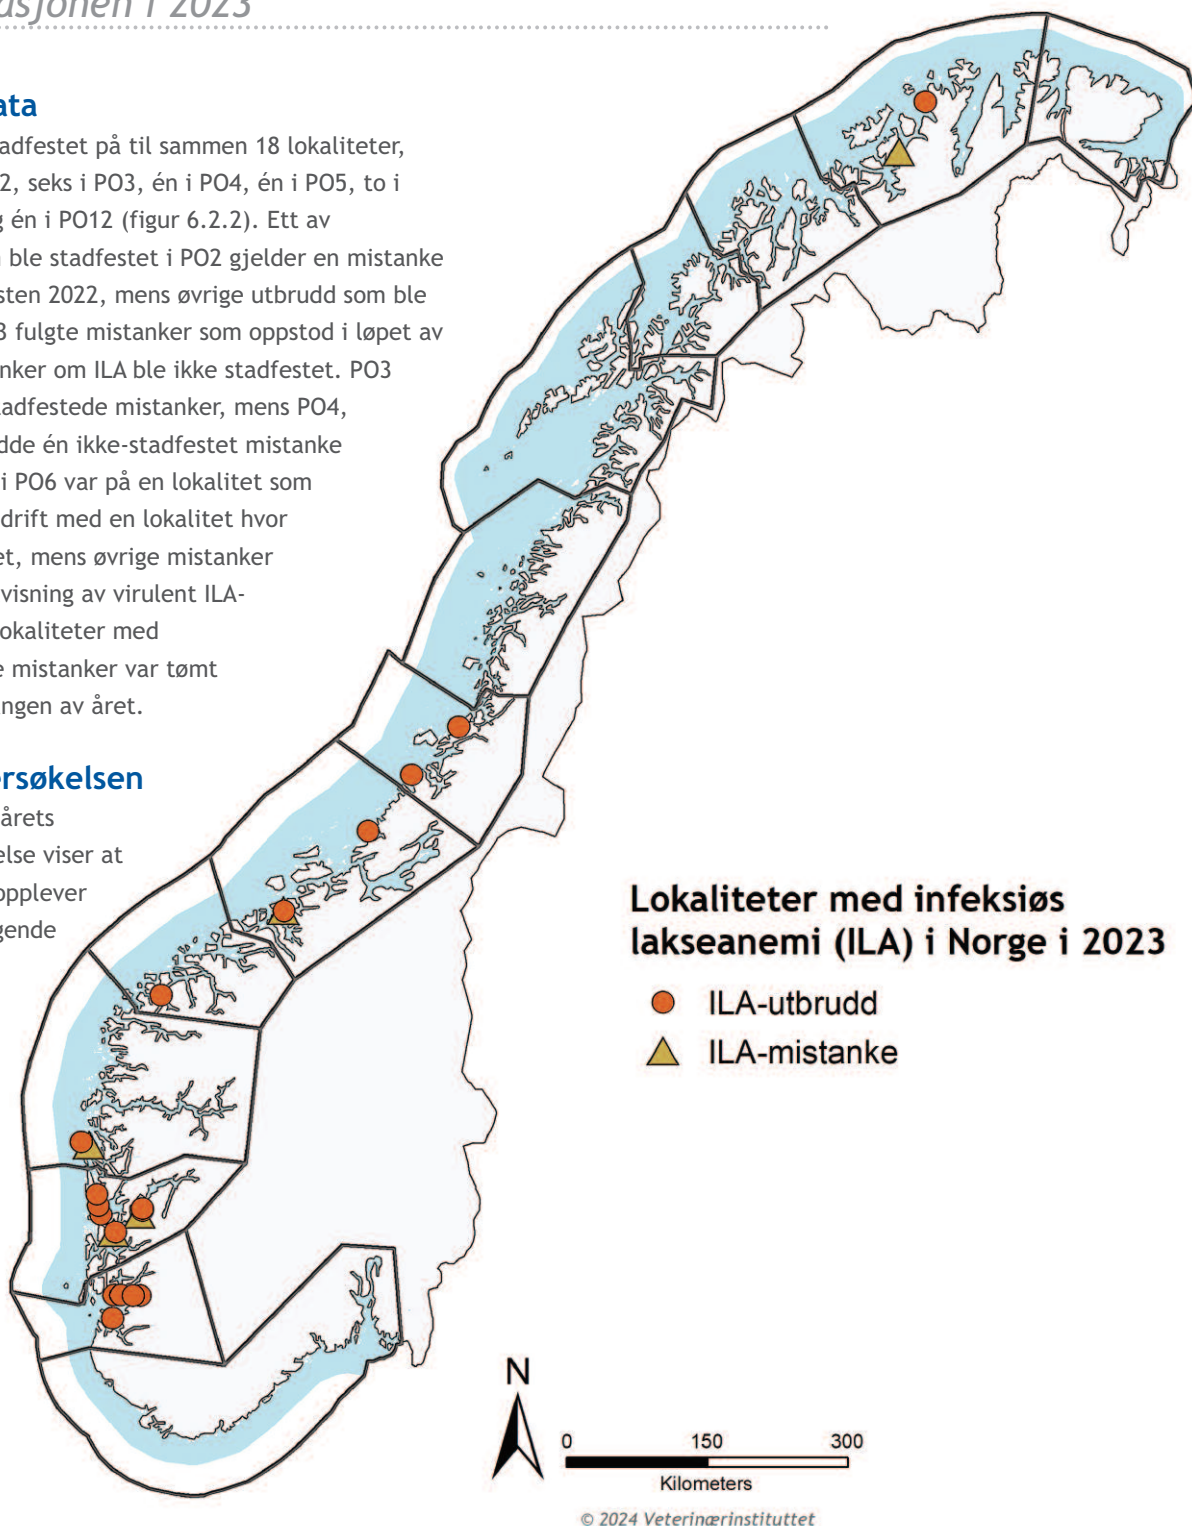 asjonen i 2023
ata
tadfestet på til sammen 18 lokaliteter,
2, seks i PO3, én i PO4, én i PO5, to i
g én i PO12 (figur 6.2.2). Ett av
ble stadfestet i PO2 gjelder en mistanke
sten 2022, mens øvrige utbrudd som ble
3 fulgte mistanker som oppstod i løpet av
nker om ILA ble ikke stadfestet. PO3
tadfestede mistanker, mens PO4,
dde én ikke-stadfestet mistanke
i PO6 var på en lokalitet som
drift med en lokalitet hvor
et, mens øvrige mistanker
visning av virulent ILA-
okaliteter med
e mistanker var tømt
ngen av året.
ersøkelsen
årets
else viser at
opplever
gende
Lokaliteter med infeksiøs
lakseanemi (ILA) i Norge i 2023
ILA-utbrudd
ILA-mistanke
N
0 150 300
Kilometers
© 2024 Veterinærinstituttet